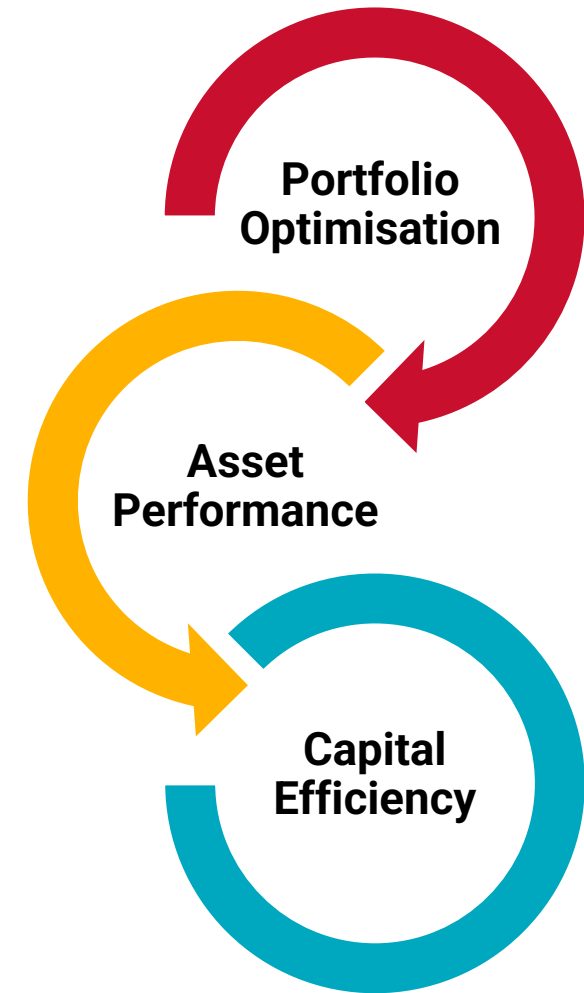 Portfolio
Optimisation
Asset
Performance
Capital
Efficiency